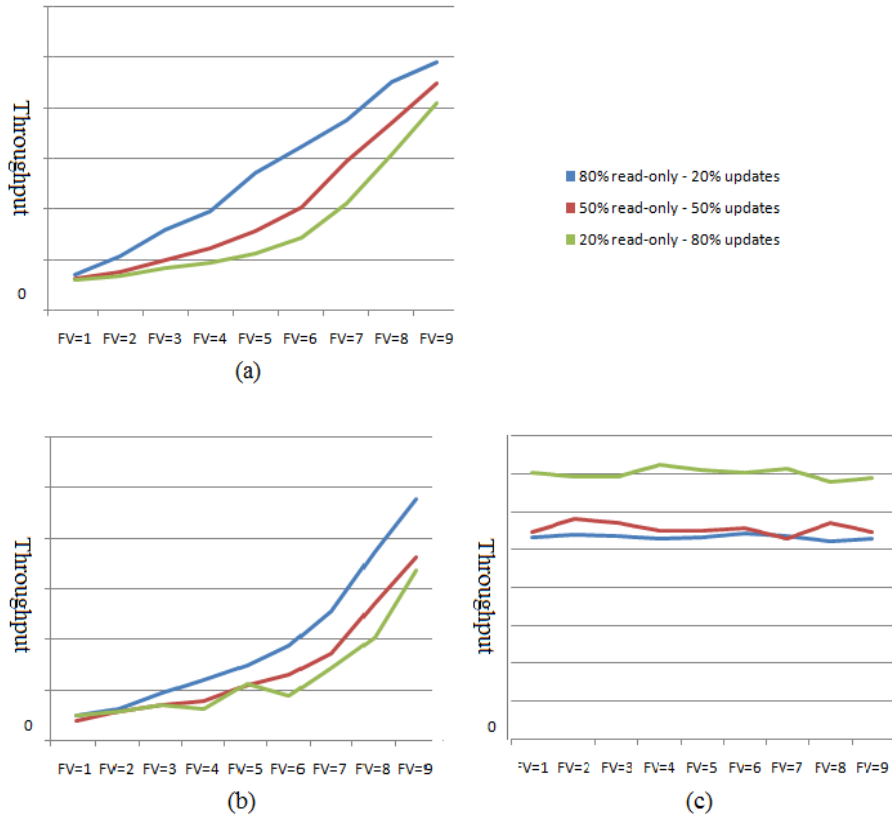 Throughput
0
FV=1 FV=2 FV=3 FV=4 FV=5 FV=6 FV=7 FV=8 FV=9
(a)
80% read-only - 20% updates
50% read-only - 50% updates
20% read-only - 80% updates
Throughput
0
FV=1 FV=2 FV=3 FV=4 FV=5 FV=6 FV=7 FV=8 FV=9
(b)
Throughput
0
FV=1 FV=2 FV=3 FV=4 FV=5 FV=6 FV=7 FV=8 FV=9
(c)